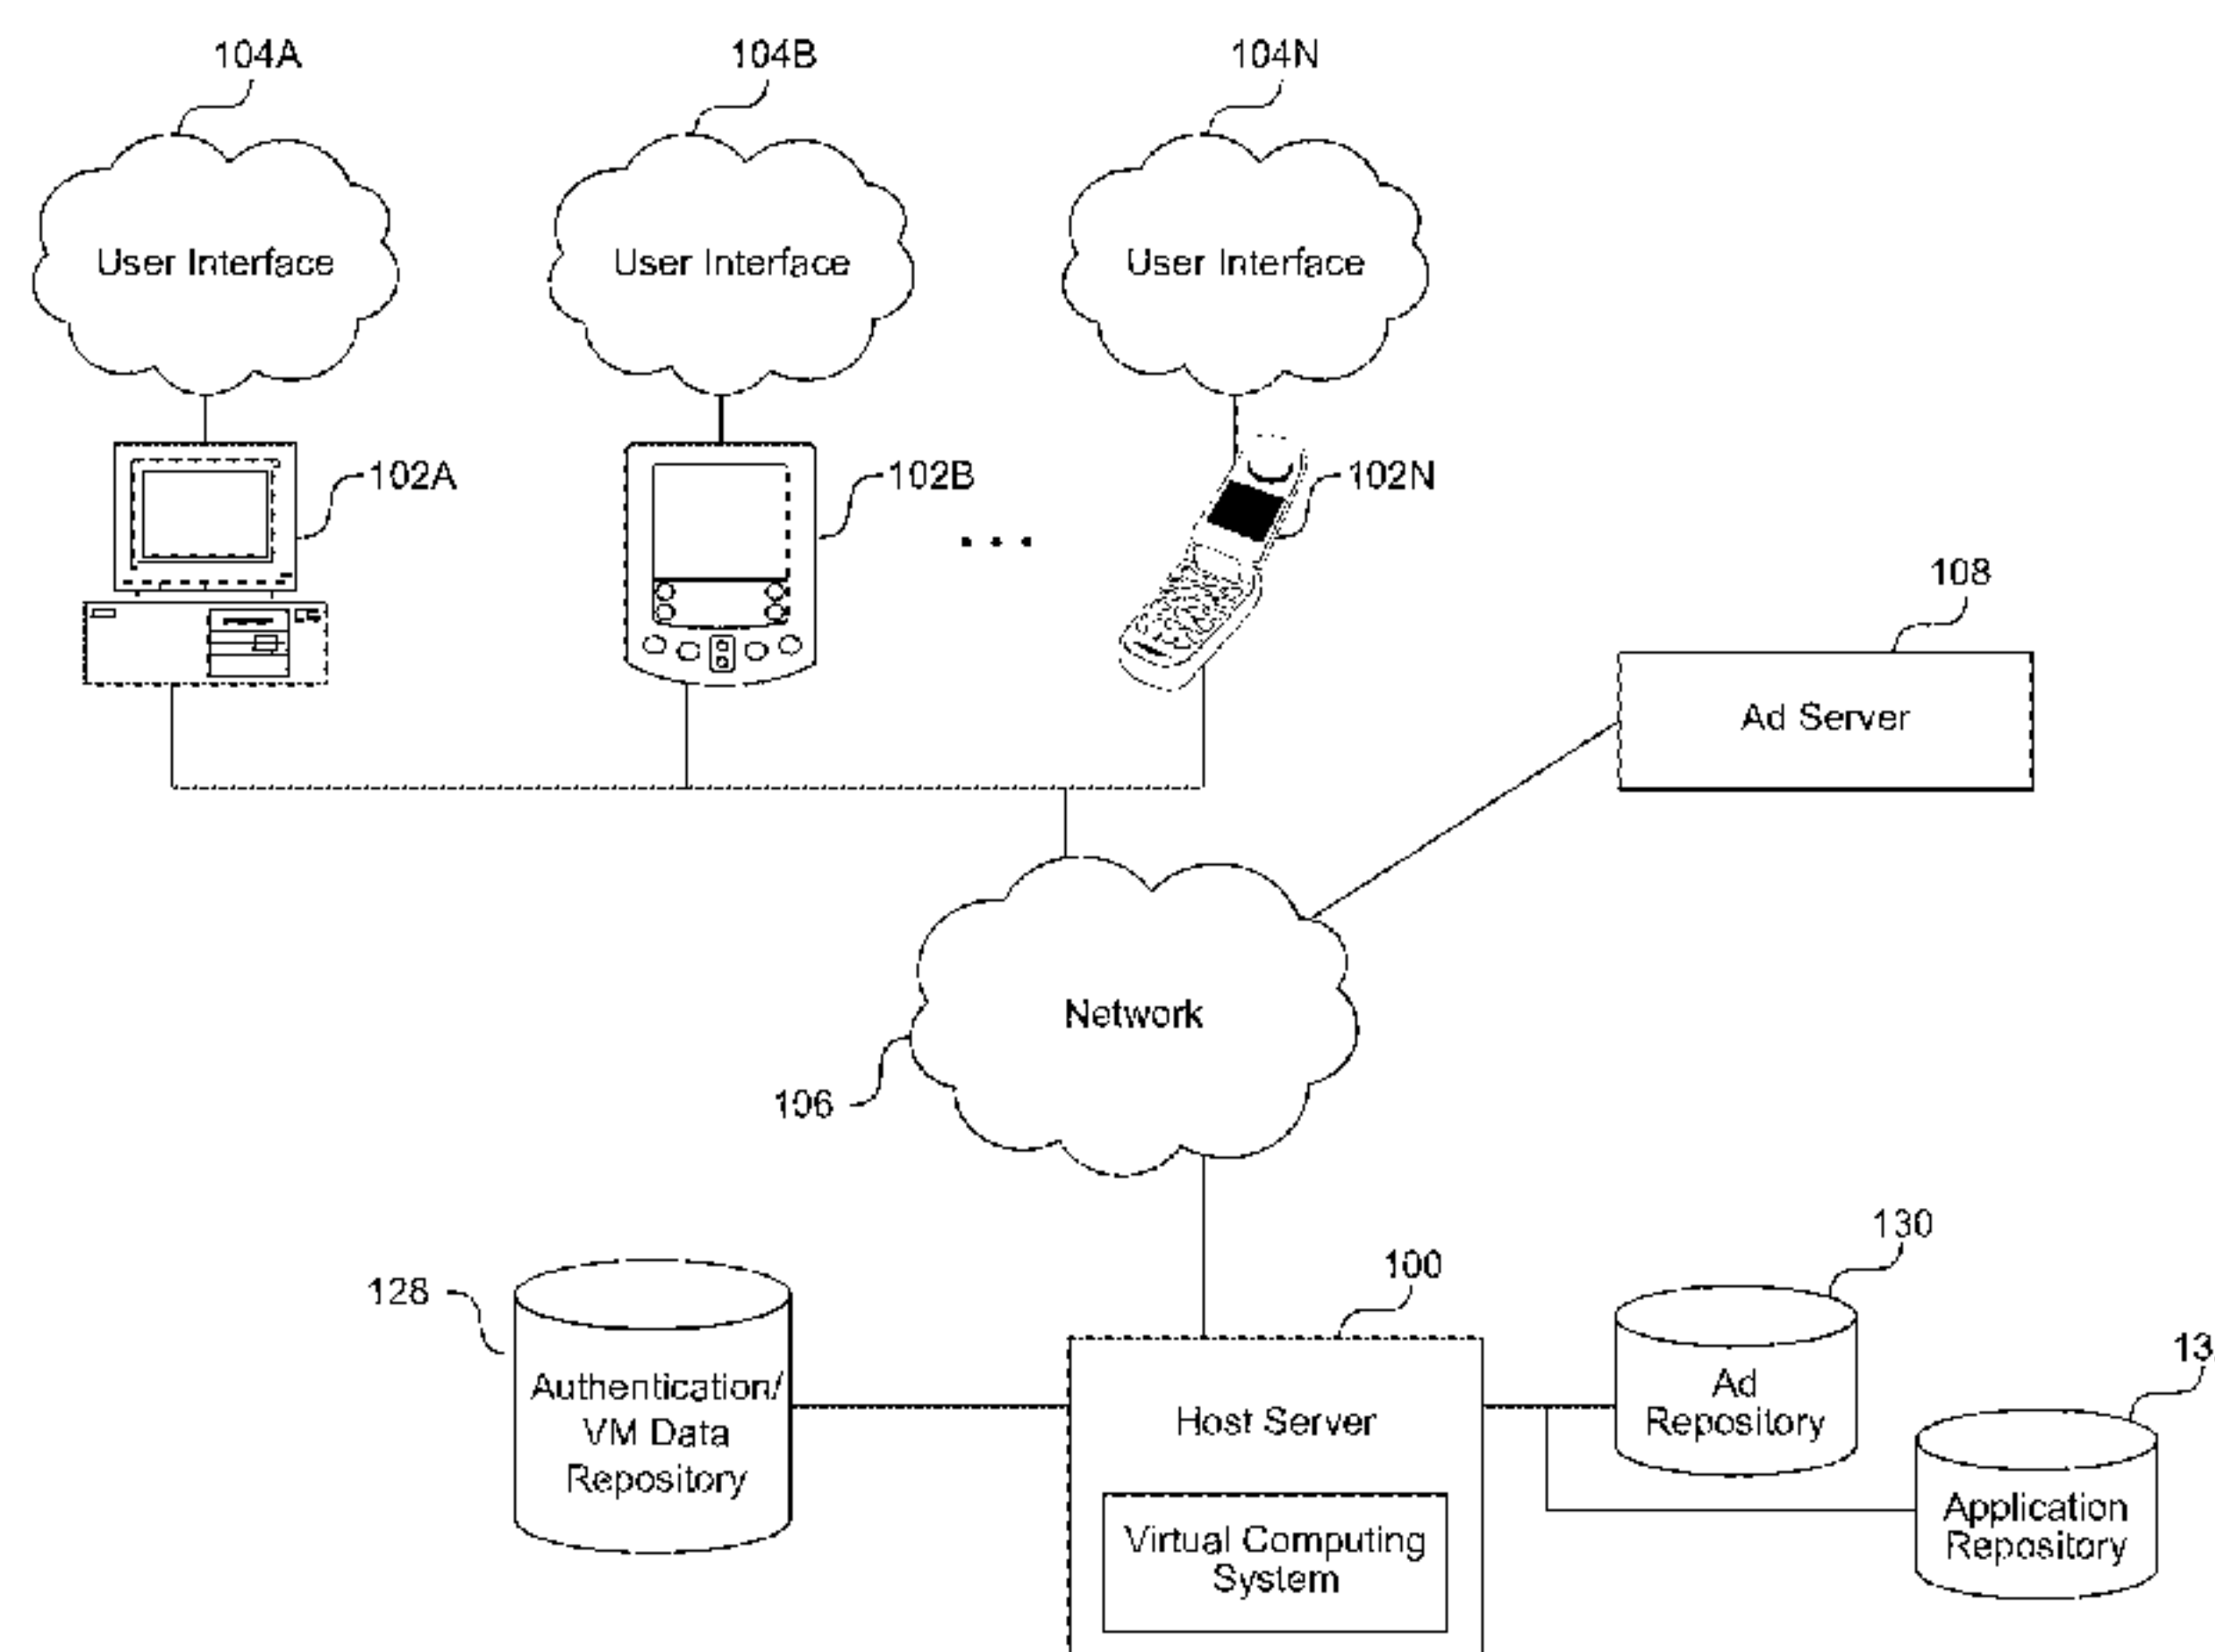 104A
104B
104N
User Interface
User Interface
User Interface
102A
102B
102N
108
Ad Server
Network
106
130
100
128
13
Authentication/
VM Data
Repository
Host Server
Ad
Repository
Virtual Computing
System
Application
Repository